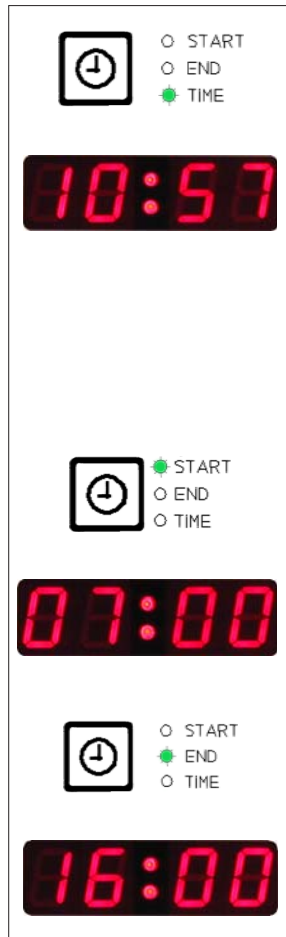 START
END
TIME
10:57
START
END
TIME
07:00
START
END
TIME
16:00